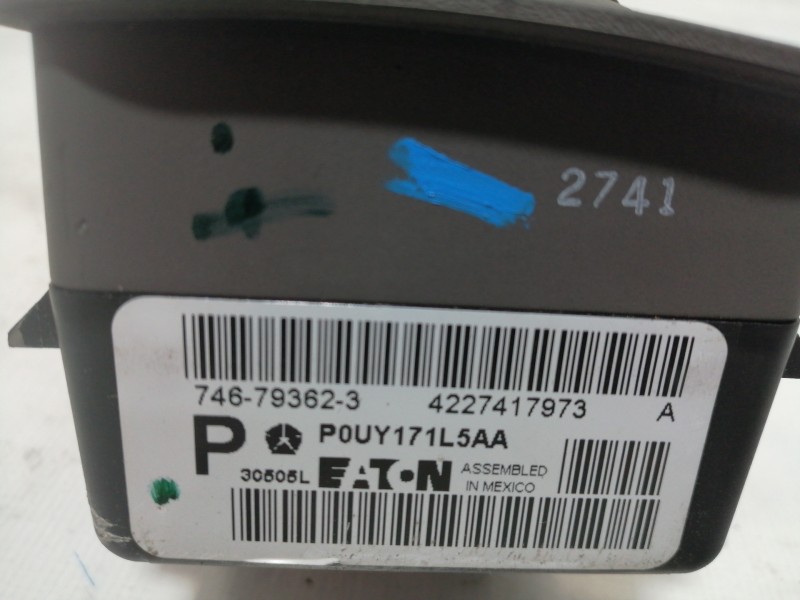 2741
746-79362-3 4227417973 A
P P0UY171L5AA
30505L EATON ASSEMBLED
IN MEXICO